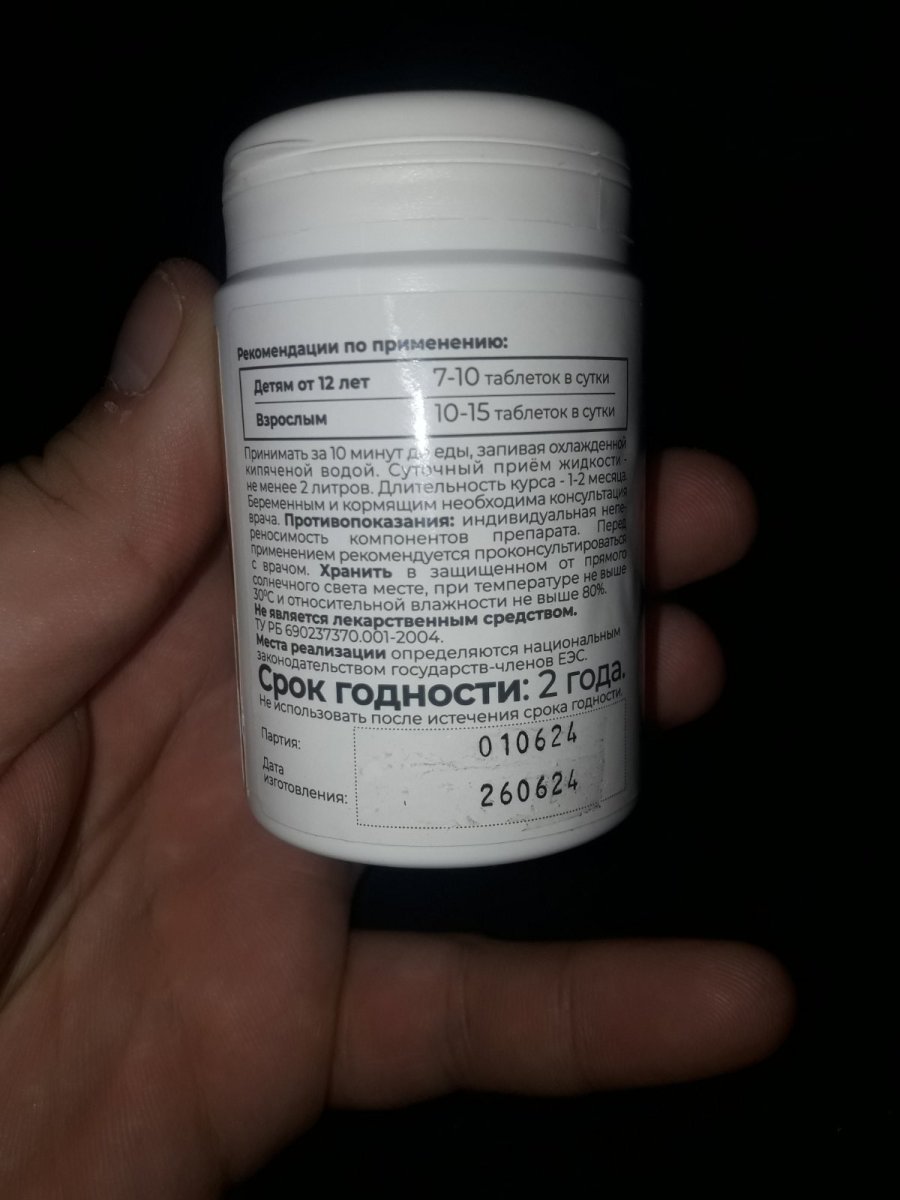 Рекомендации по применению:
Детям от 12 лет 7-10 таблеток в сутки
Взрослым 10-15 таблеток в сутки
Принимать за 10 минут до еды, запивая охлажденной
кипяченой водой. Суточный приём жидкости -
не менее 2 литров. Длительность курса - 1-2 месяца.
Беременным и кормящим необходима консультация
врача. Противопоказания: индивидуальная непе-
реносимость компонентов препарата. Перед
применением рекомендуется проконсультироваться
с врачом. Хранить в защищенном от прямого
солнечного света месте, при температуре не выше
30°С и относительной влажности не выше 80%.
Не является лекарственным средством.
ТУ РБ 690237370.001-2004.
Места реализации определяются национальным
законодательством государств-членов ЕЭС.
Срок годности: 2 года.
Не использовать после истечения срока годности.
Партия: 010624
Дата
изготовления: 260624